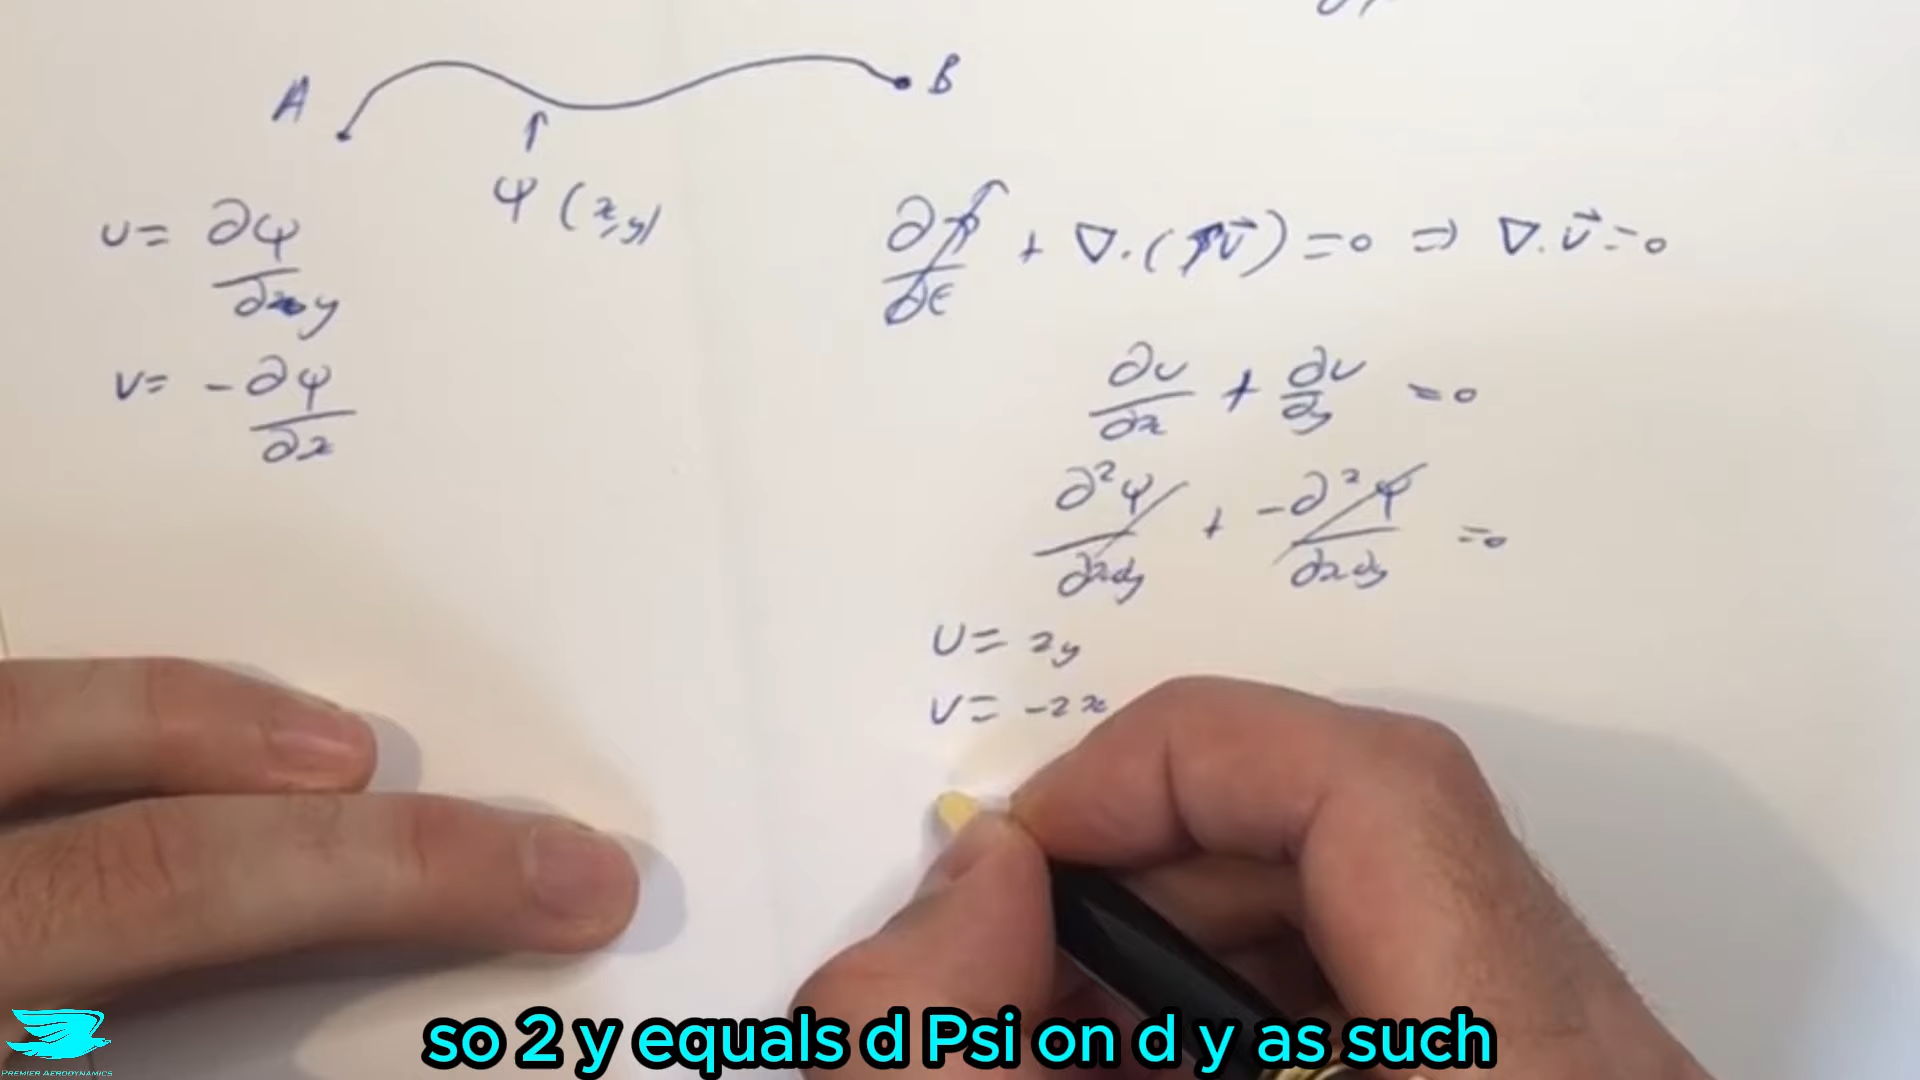 A B
ψ (x,y)
u = ∂ψ/∂y
∂ρ/∂t + ∇.(ρv⃗) = 0 ⇒ ∇.v⃗ = 0
v = -∂ψ/∂x
∂u/∂x + ∂v/∂y = 0
∂²ψ/∂x∂y + -∂²ψ/∂x∂y = 0
u = 2y
v = -2x
so 2 y equals d Psi on d y as such
PREMIER AERODYNAMICS